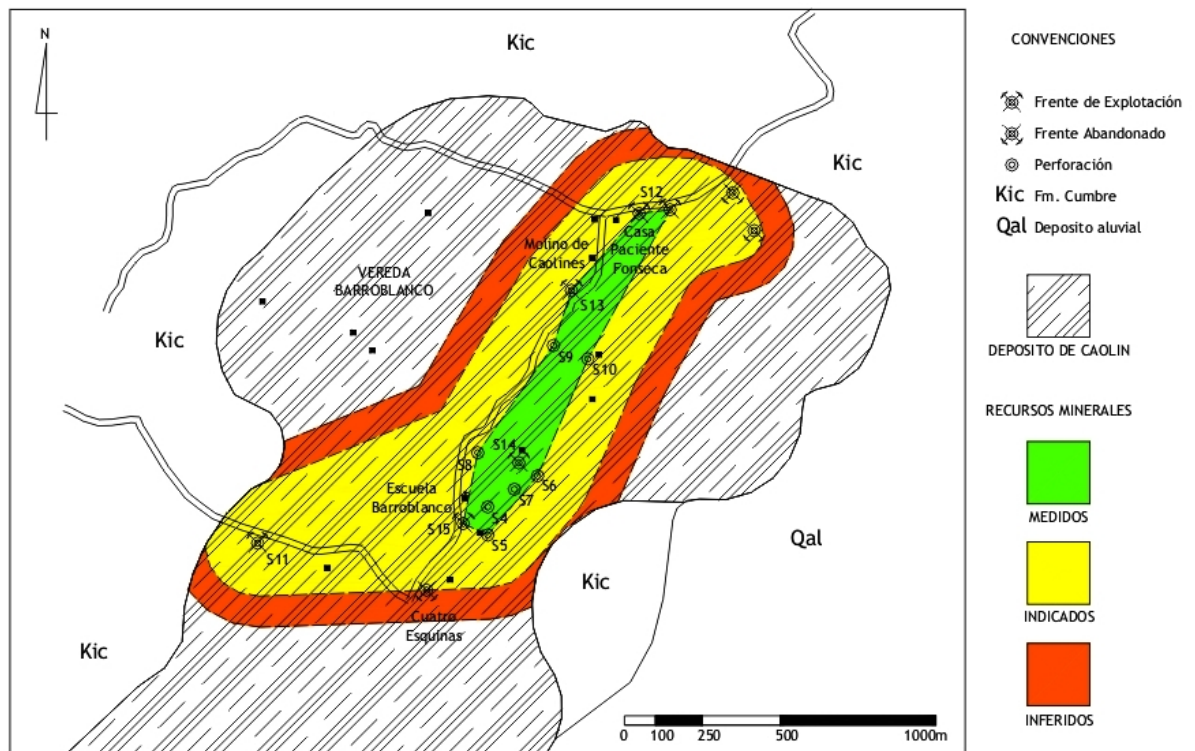 N
Kic
Kic
S12
Casa
Paciente
Fonseca
Molino de
Caolines
VEREDA
BARROBLANCO
S13
Kic
S9
S10
S14
S8
S6
S7
Escuela
Barroblanco
S4
S15
S5
S11
Qal
Kic
Cuatro
Esquinas
Kic
0 100 250 500 1000m
CONVENCIONES
Frente de Explotación
Frente Abandonado
Perforación
Kic Fm. Cumbre
Qal Deposito aluvial
DEPOSITO DE CAOLIN
RECURSOS MINERALES
MEDIDOS
INDICADOS
INFERIDOS